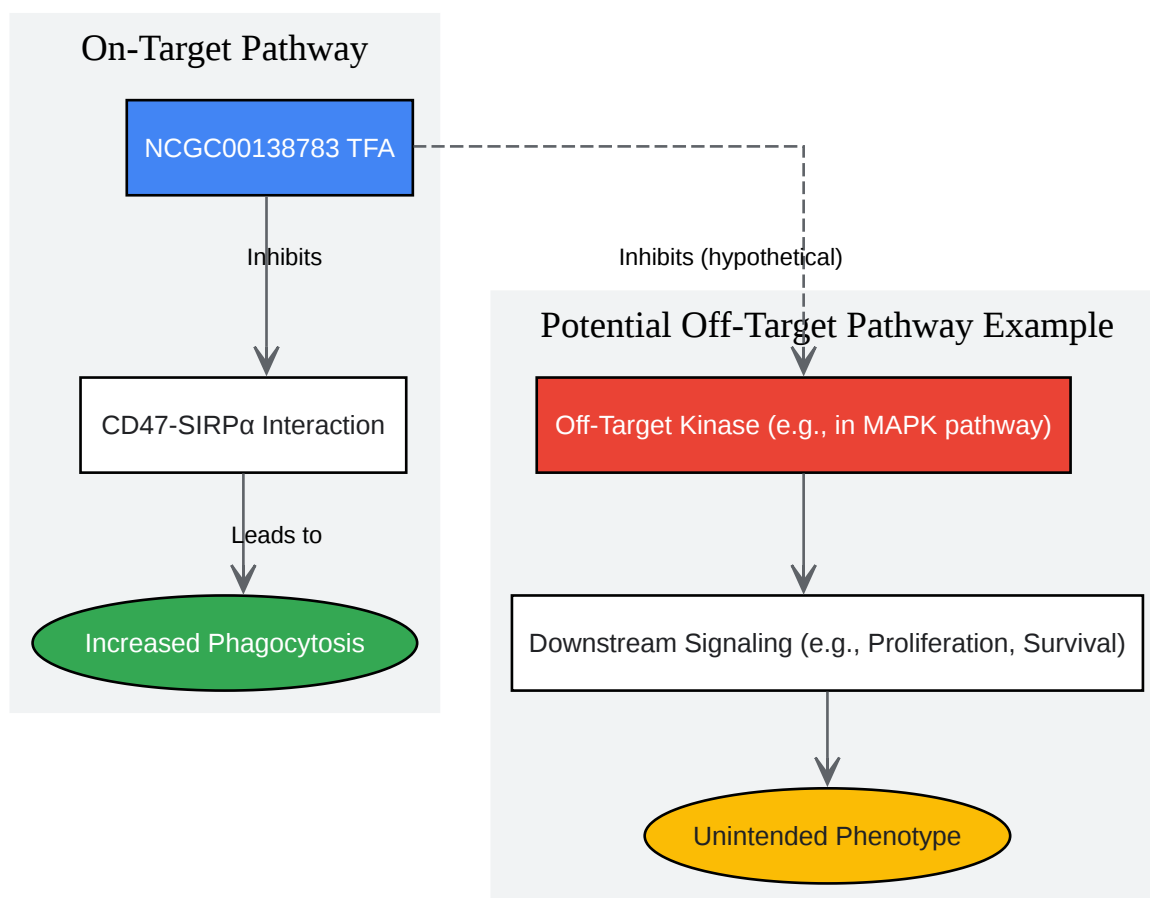 On-Target Pathway
NCGC00138783 TFA
Inhibits
CD47-SIRPα Interaction
Leads to
Increased Phagocytosis
Inhibits (hypothetical)
Potential Off-Target Pathway Example
Off-Target Kinase (e.g., in MAPK pathway)
Downstream Signaling (e.g., Proliferation, Survival)
Unintended Phenotype